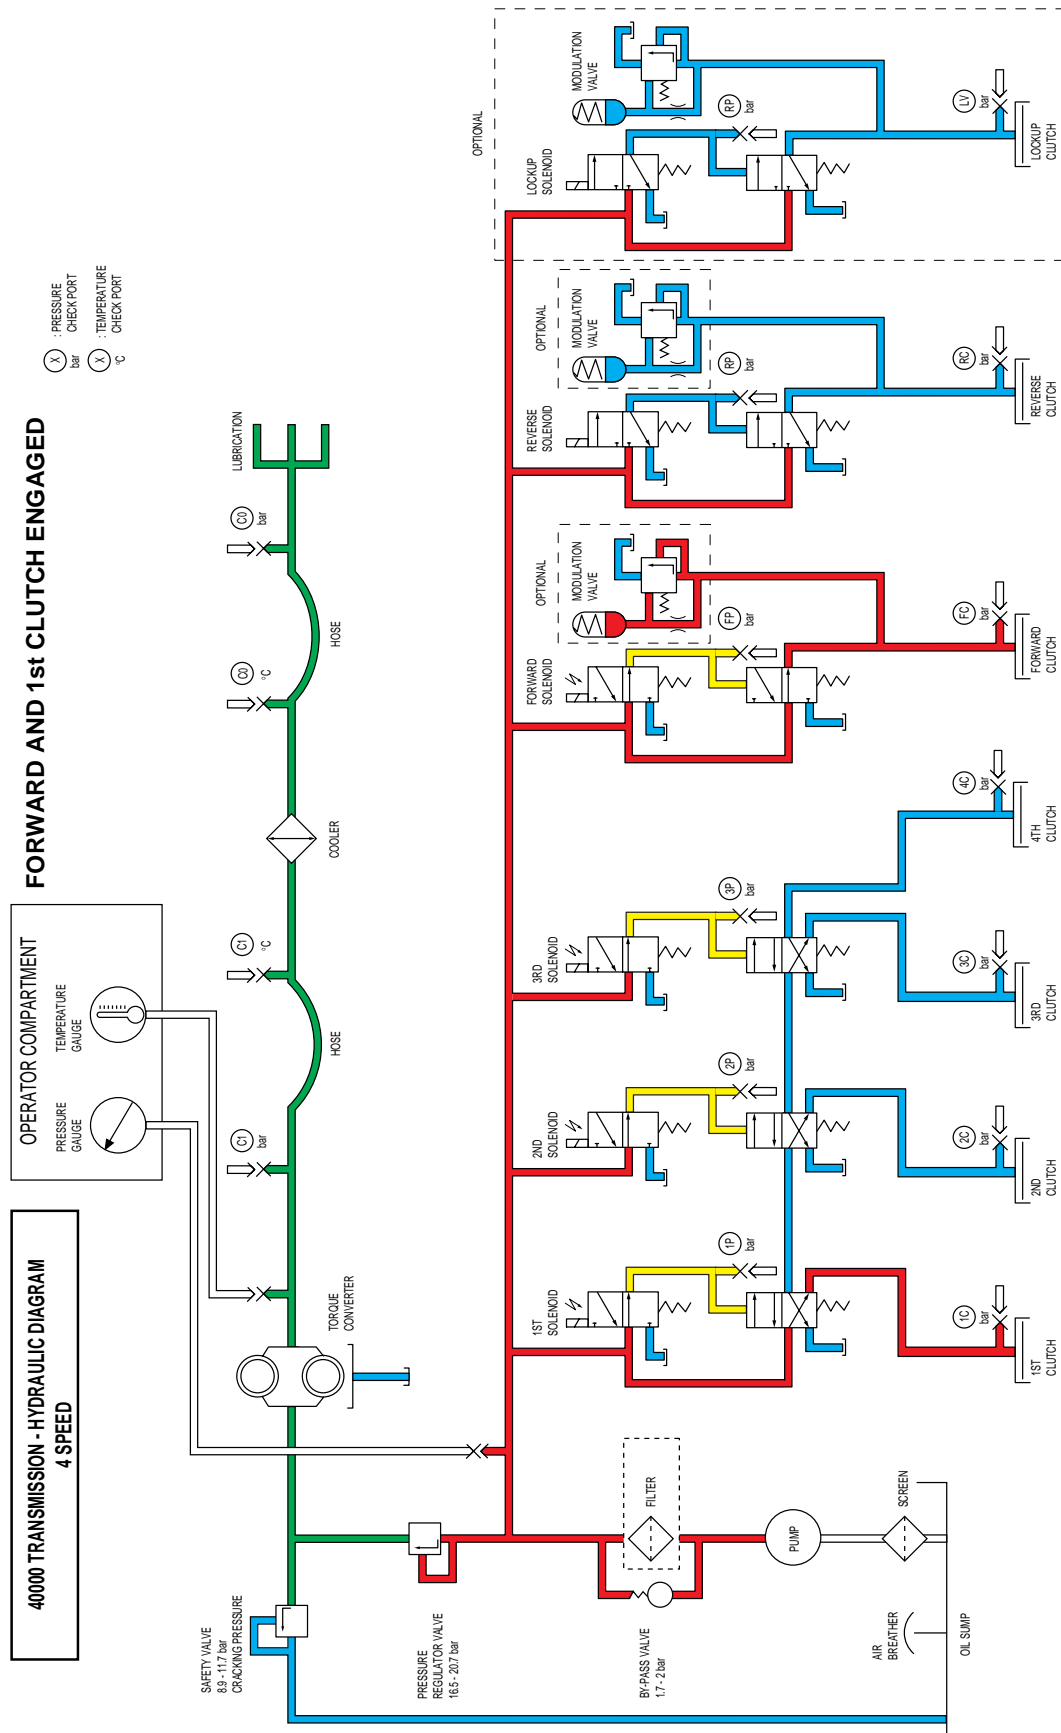 40000 TRANSMISSION - HYDRAULIC DIAGRAM
4 SPEED
FORWARD AND 1st CLUTCH ENGAGED
X
bar
: PRESSURE
CHECK PORT
X
°C
: TEMPERATURE
CHECK PORT
OPERATOR COMPARTMENT
PRESSURE
GAUGE
TEMPERATURE
GAUGE
SAFETY VALVE
8.9 - 11.7 bar
CRACKING PRESSURE
TORQUE
CONVERTER
C1
bar
HOSE
C1
°C
COOLER
C0
°C
HOSE
C0
bar
LUBRICATION
PRESSURE
REGULATOR VALVE
16.5 - 20.7 bar
BY-PASS VALVE
1.7 - 2 bar
FILTER
PUMP
SCREEN
AIR
BREATHER
OIL SUMP
1ST
SOLENOID
1P
bar
1C
bar
1ST
CLUTCH
2ND
SOLENOID
2P
bar
2C
bar
2ND
CLUTCH
3RD
SOLENOID
3P
bar
3C
bar
3RD
CLUTCH
4C
bar
4TH
CLUTCH
FORWARD
SOLENOID
OPTIONAL
MODULATION
VALVE
FP
bar
FC
bar
FORWARD
CLUTCH
REVERSE
SOLENOID
OPTIONAL
MODULATION
VALVE
RP
bar
RC
bar
REVERSE
CLUTCH
OPTIONAL
LOCKUP
SOLENOID
MODULATION
VALVE
RP
bar
LV
bar
LOCKUP
CLUTCH